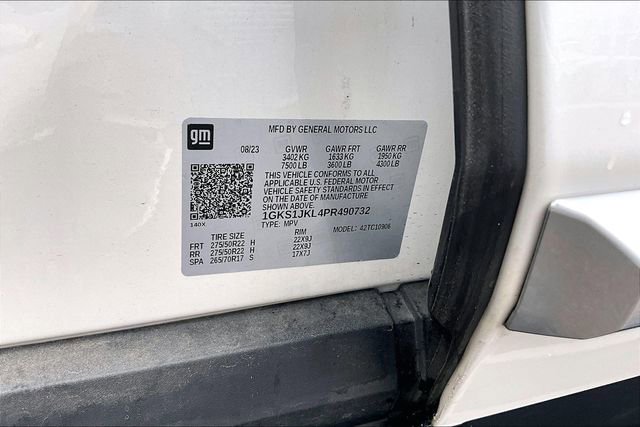 gm
MFD BY GENERAL MOTORS LLC
08/23 GVWR GAWR FRT GAWR RR
3402 KG 1633 KG 1950 KG
7500 LB 3600 LB 4300 LB
THIS VEHICLE CONFORMS TO ALL
APPLICABLE U.S. FEDERAL MOTOR
VEHICLE SAFETY STANDARDS IN EFFECT
ON THE DATE OF MANUFACTURE
SHOWN ABOVE.
1GKS1JKL4PR490732
140X
TYPE: MPV MODEL: 42TC10906
TIRE SIZE RIM
FRT 275/50R22 H 22X9J
RR 275/50R22 H 22X9J
SPA 265/70R17 S 17X7J